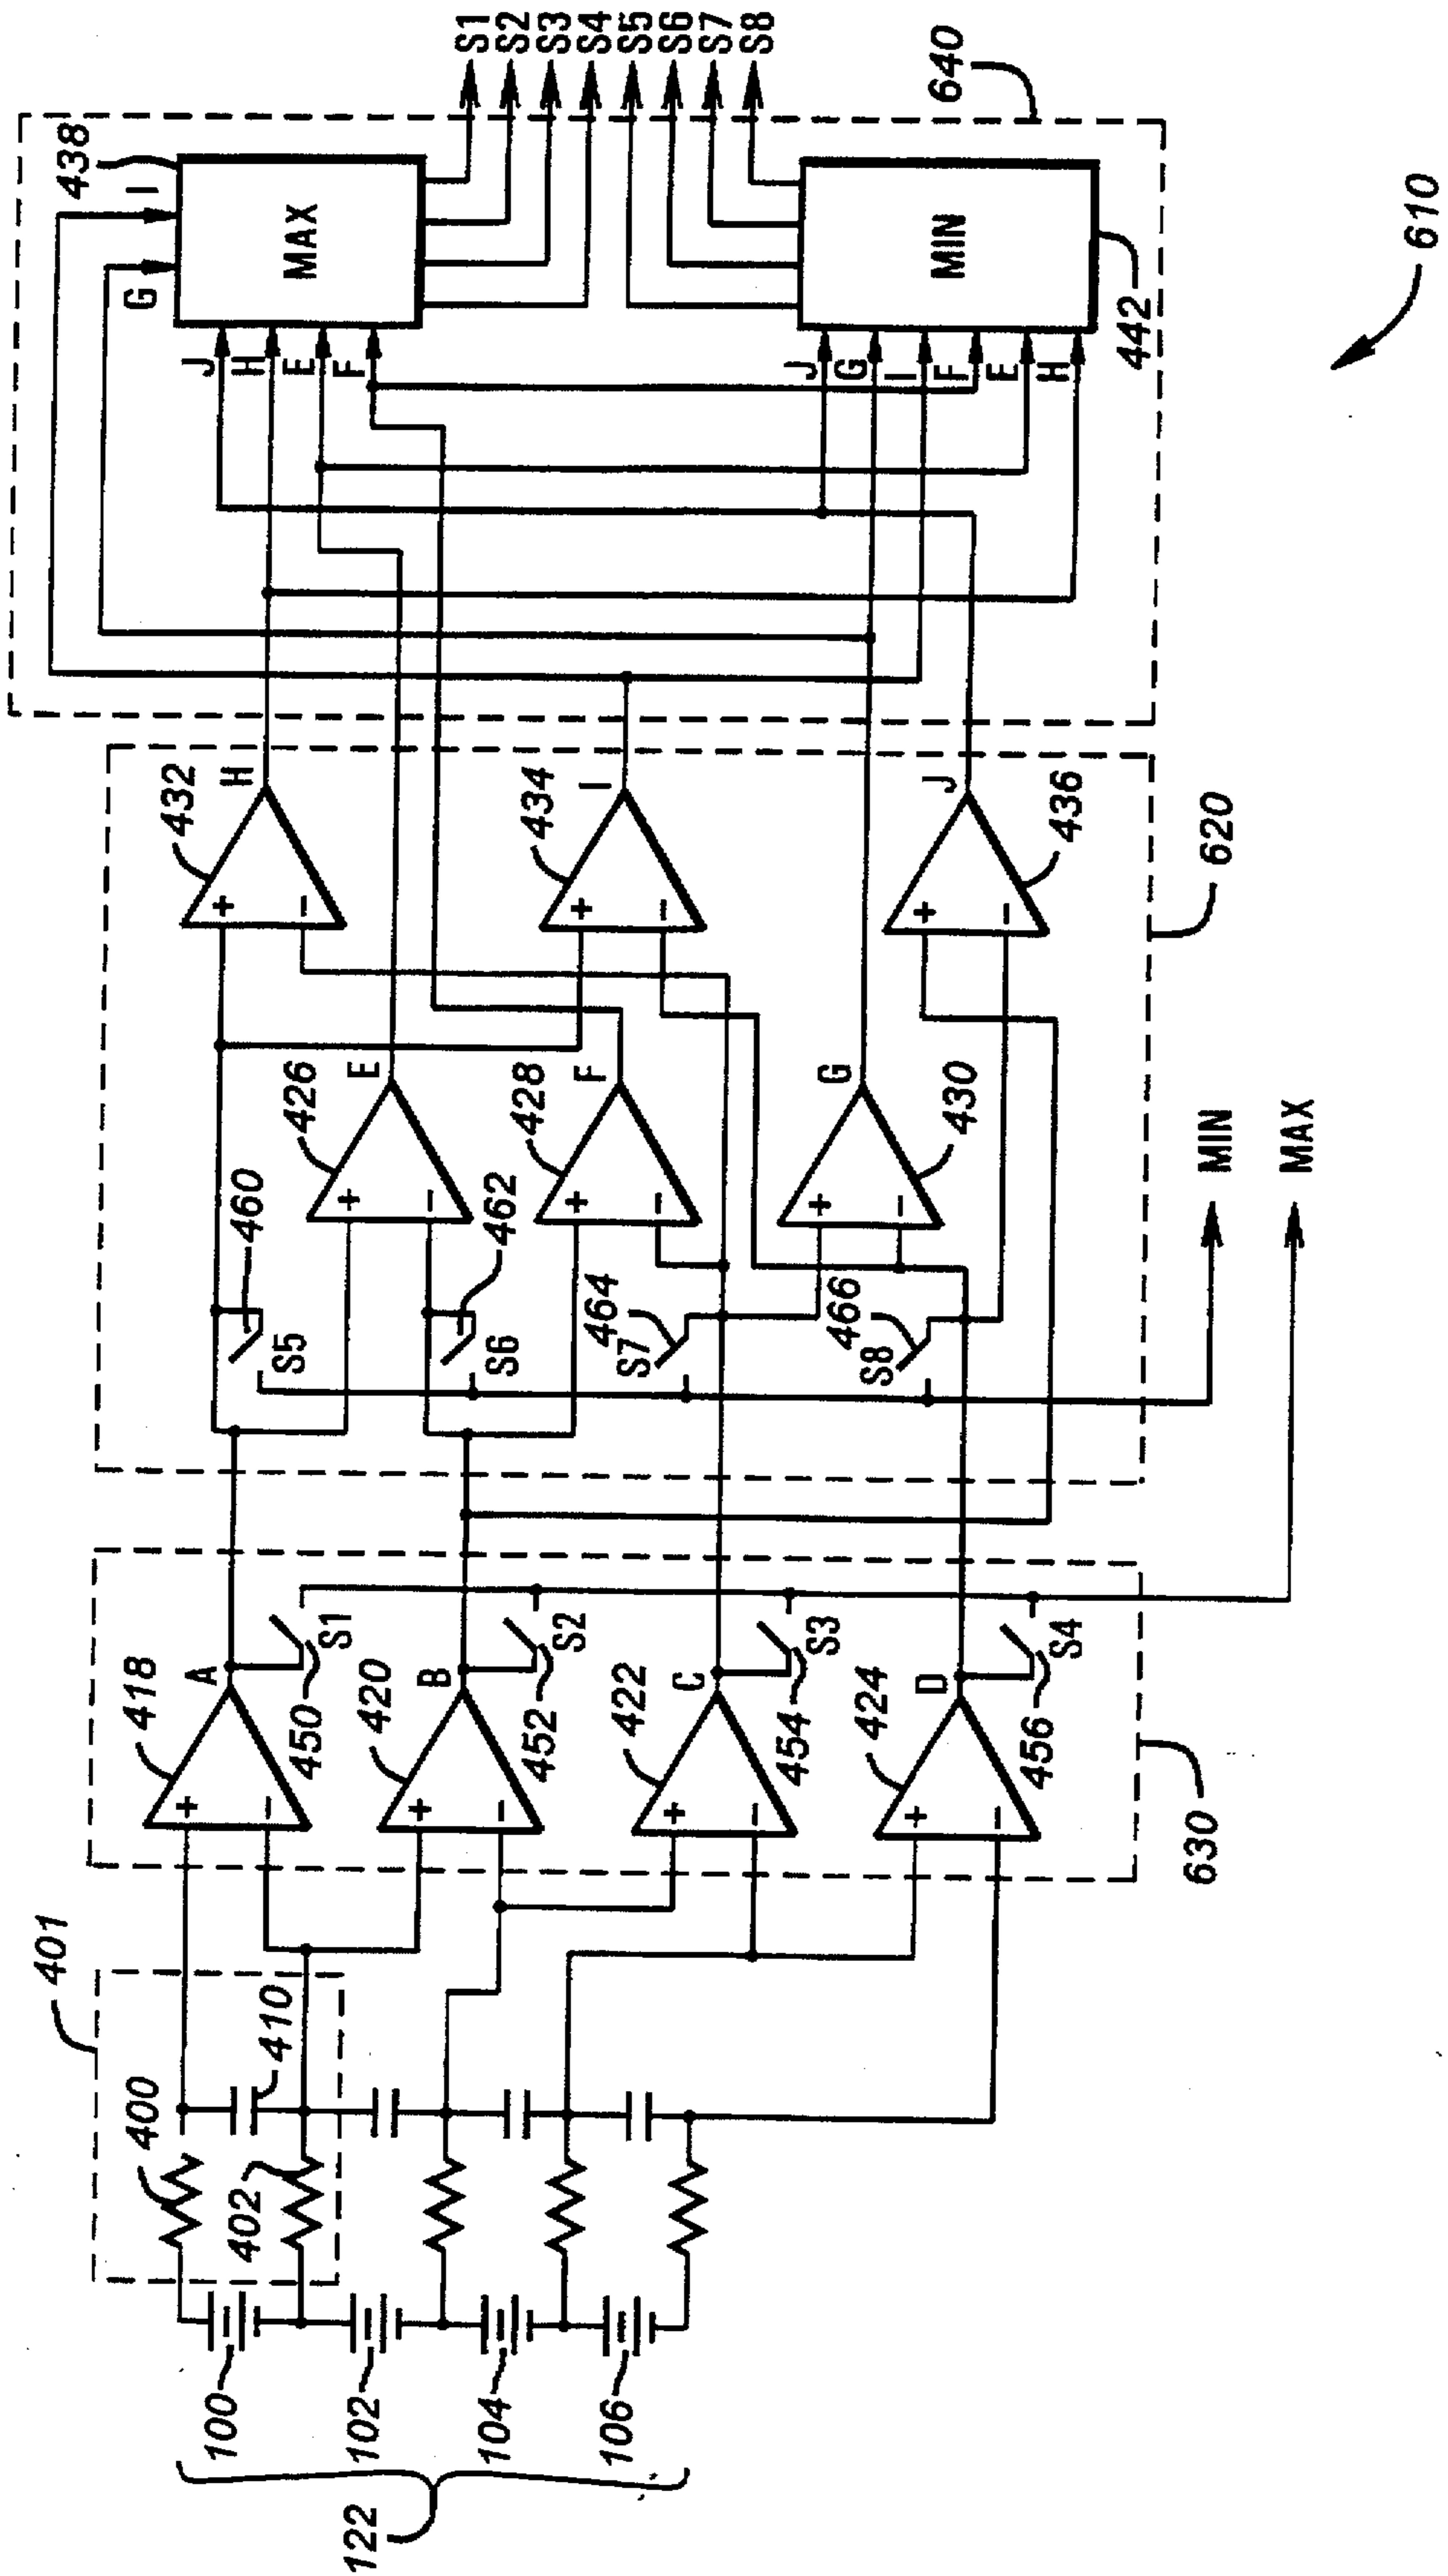 122
100
102
104
106
401
400
402
410
418
+
-
A
450
S1
420
+
-
B
452
S2
422
+
-
C
454
S3
424
+
-
D
456
S4
630
460
S5
462
S6
464
S7
466
S8
426
+
-
E
428
+
-
F
430
+
-
G
432
+
-
H
434
+
-
I
436
+
-
J
620
MIN
MAX
438
G
I
J
H
E
F
MAX
J
G
I
F
E
H
MIN
442
640
S1
S2
S3
S4
S5
S6
S7
S8
610